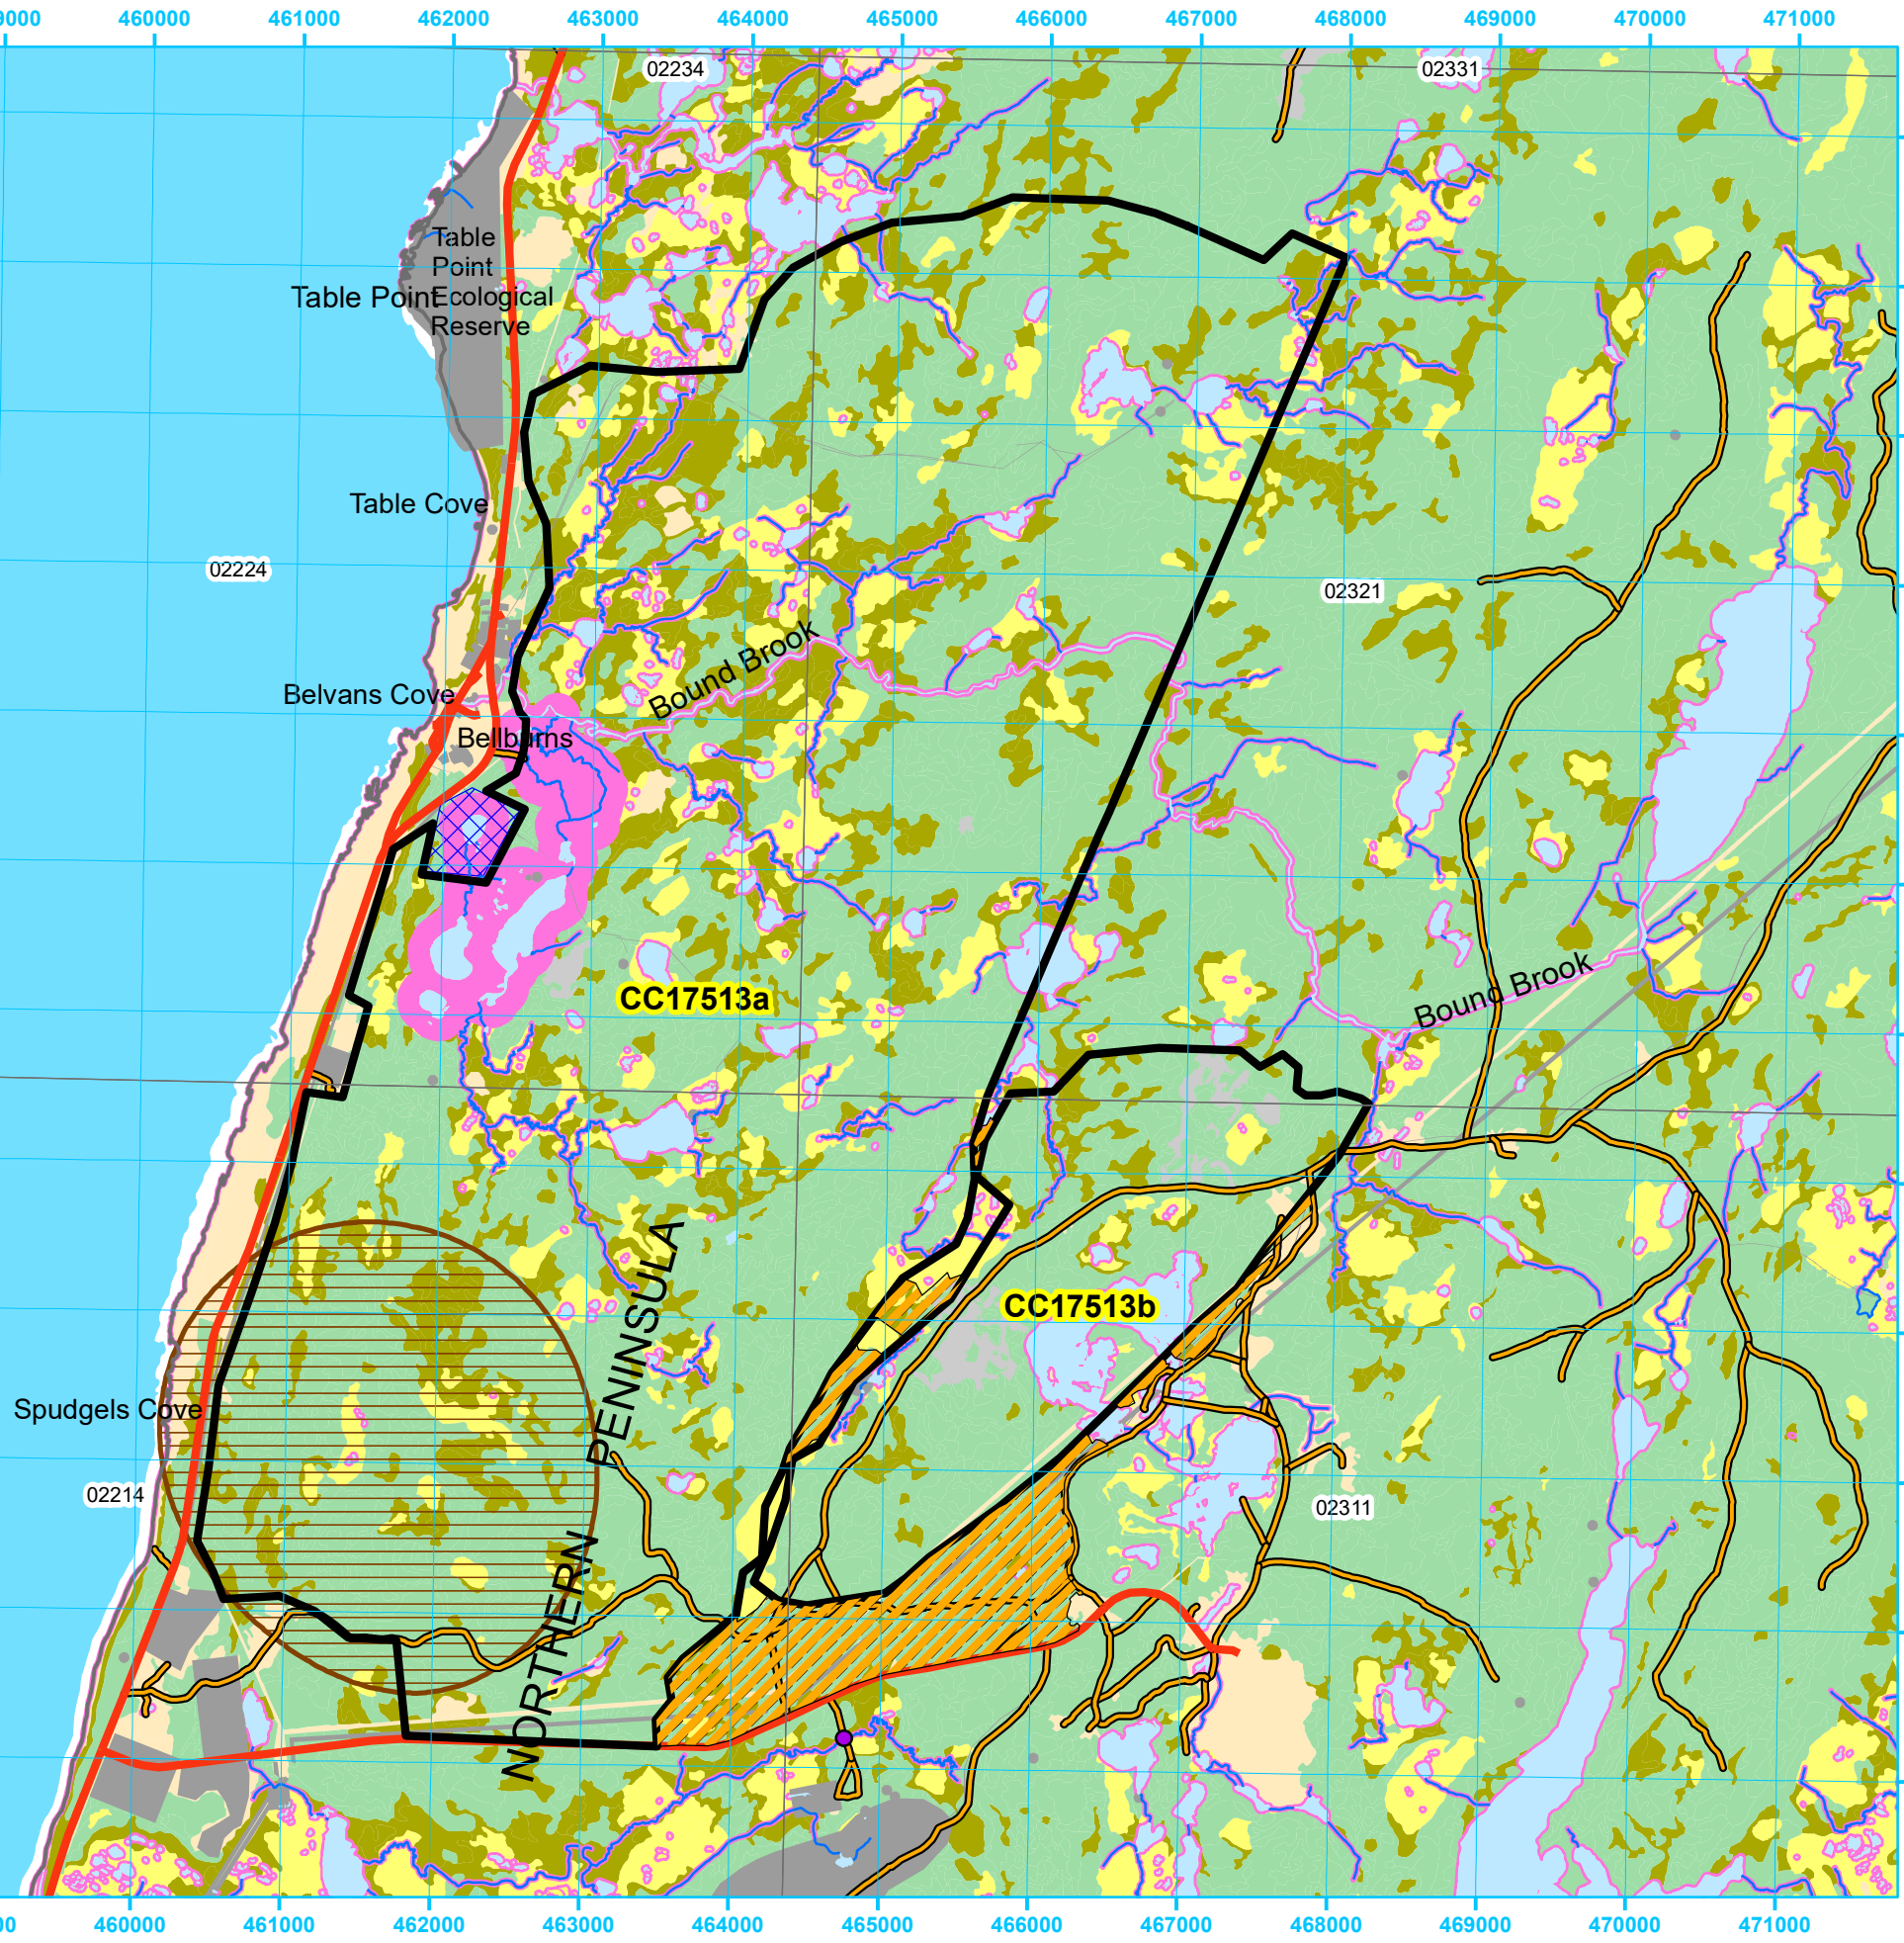 9000 460000 461000 462000 463000 464000 465000 466000 467000 468000 469000 470000 471000
02234
02331
Table
Point
Ecological
Reserve
Table Point
Table Cove
02224
02321
Bound Brook
Belvans Cove
Bellburns
CC17513a
Bound Brook
NORTHERN PENINSULA
CC17513b
Spudgels Cove
02214
02311
00 460000 461000 462000 463000 464000 465000 466000 467000 468000 469000 470000 471000